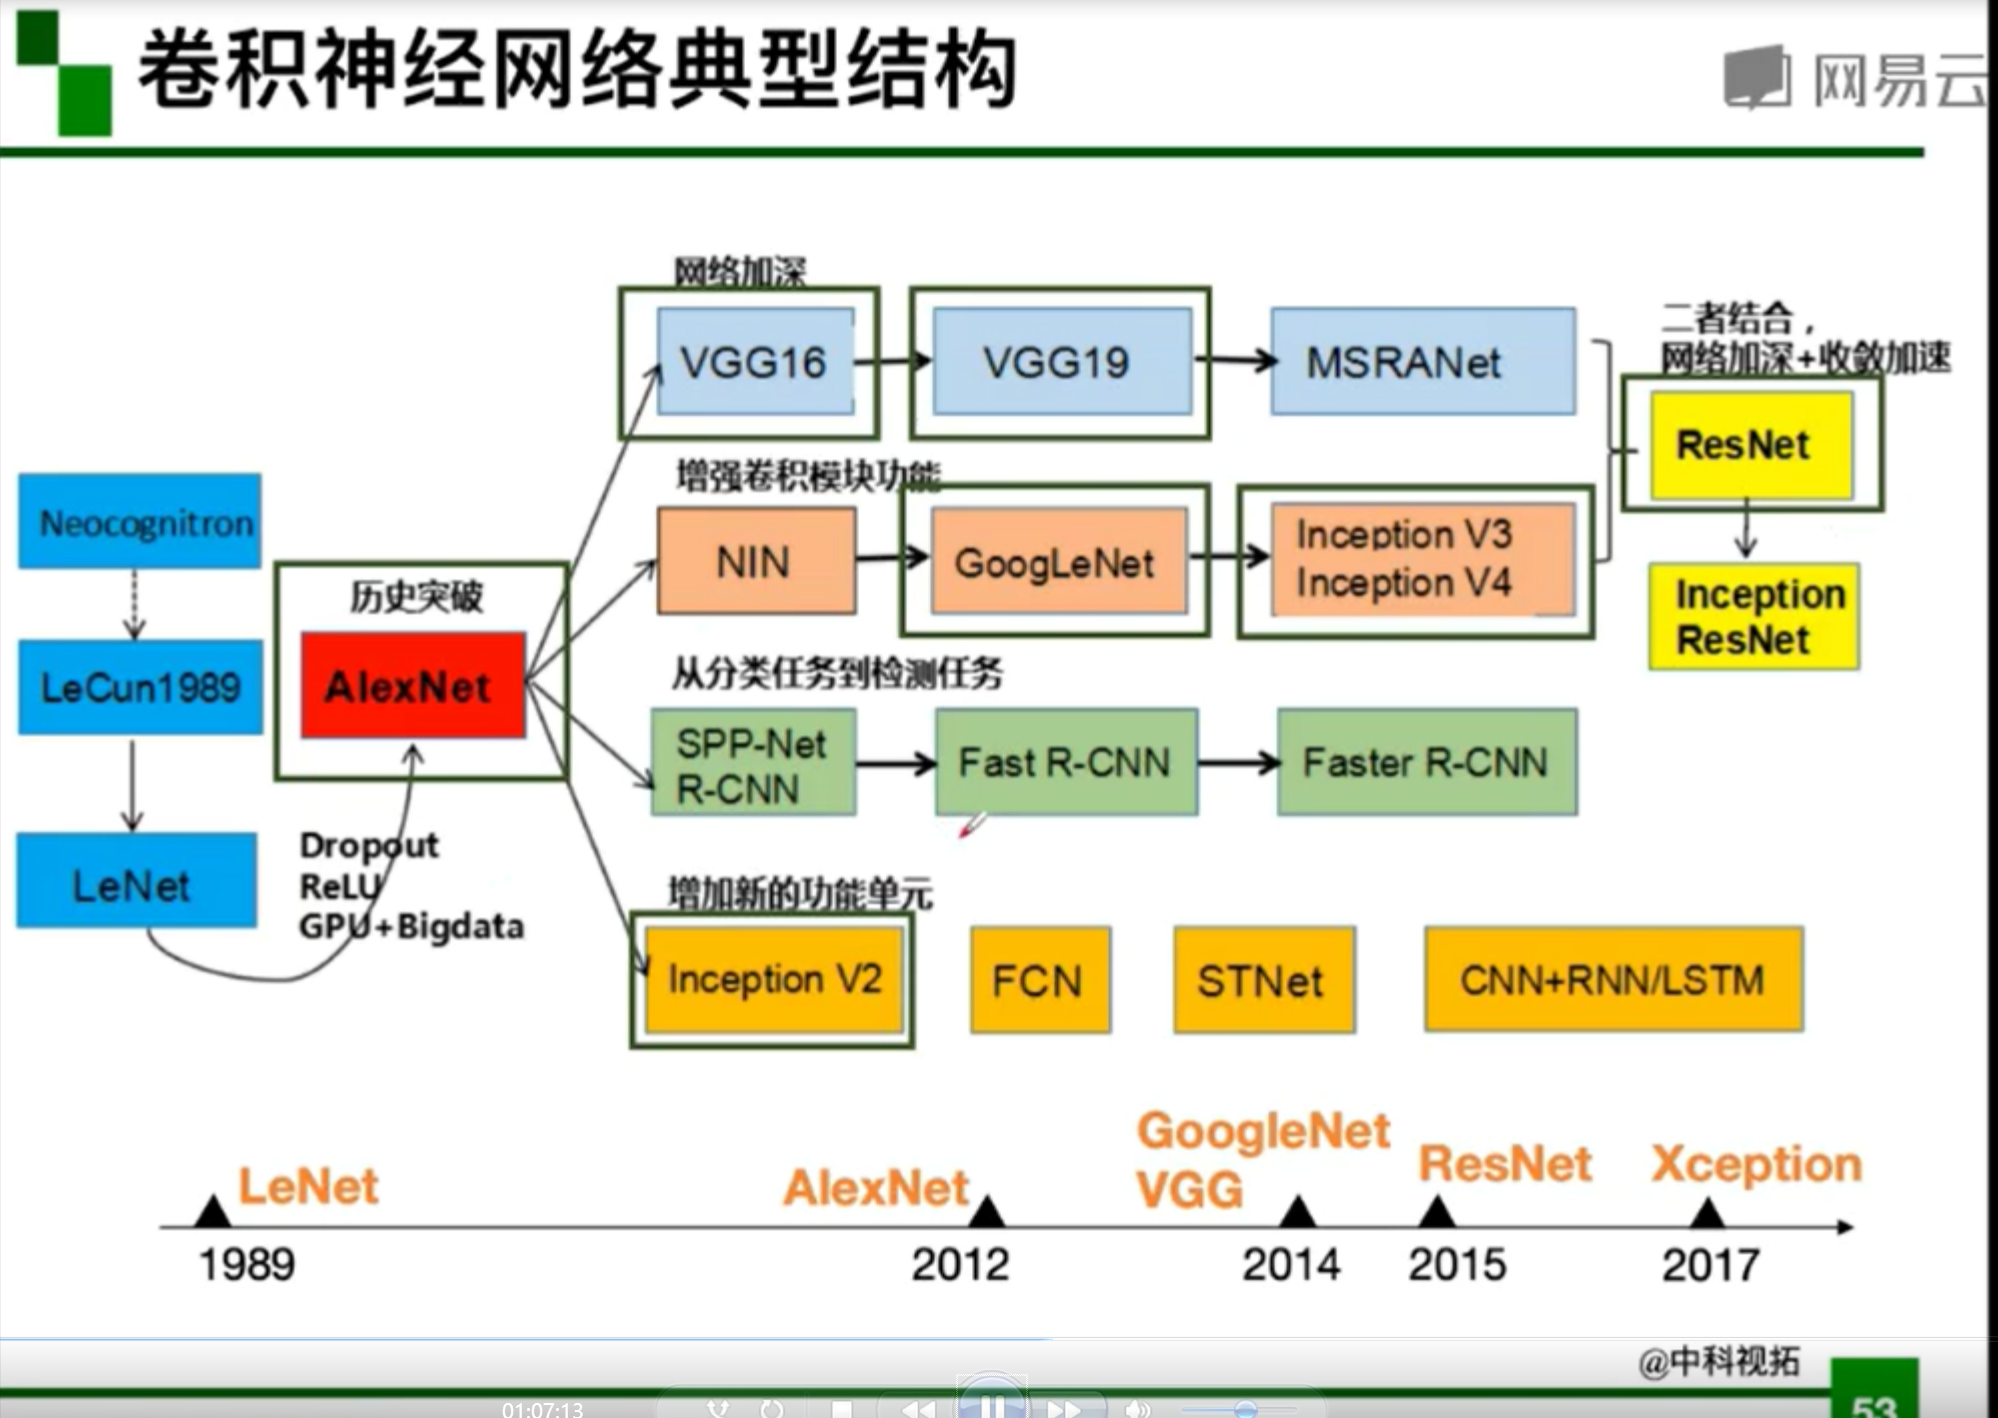 卷积神经网络典型结构
网易云
网络加深
VGG16
VGG19
MSRANet
二者结合，
网络加深+收敛加速
ResNet
Inception
ResNet
增强卷积模块功能
NIN
GoogLeNet
Inception V3
Inception V4
Neocognitron
LeCun1989
LeNet
历史突破
AlexNet
Dropout
ReLU
GPU+Bigdata
从分类任务到检测任务
SPP-Net
R-CNN
Fast R-CNN
Faster R-CNN
增加新的功能单元
Inception V2
FCN
STNet
CNN+RNN/LSTM
LeNet
AlexNet
GoogleNet
VGG
ResNet
Xception
1989
2012
2014
2015
2017
@中科视拓
53
01:07:13